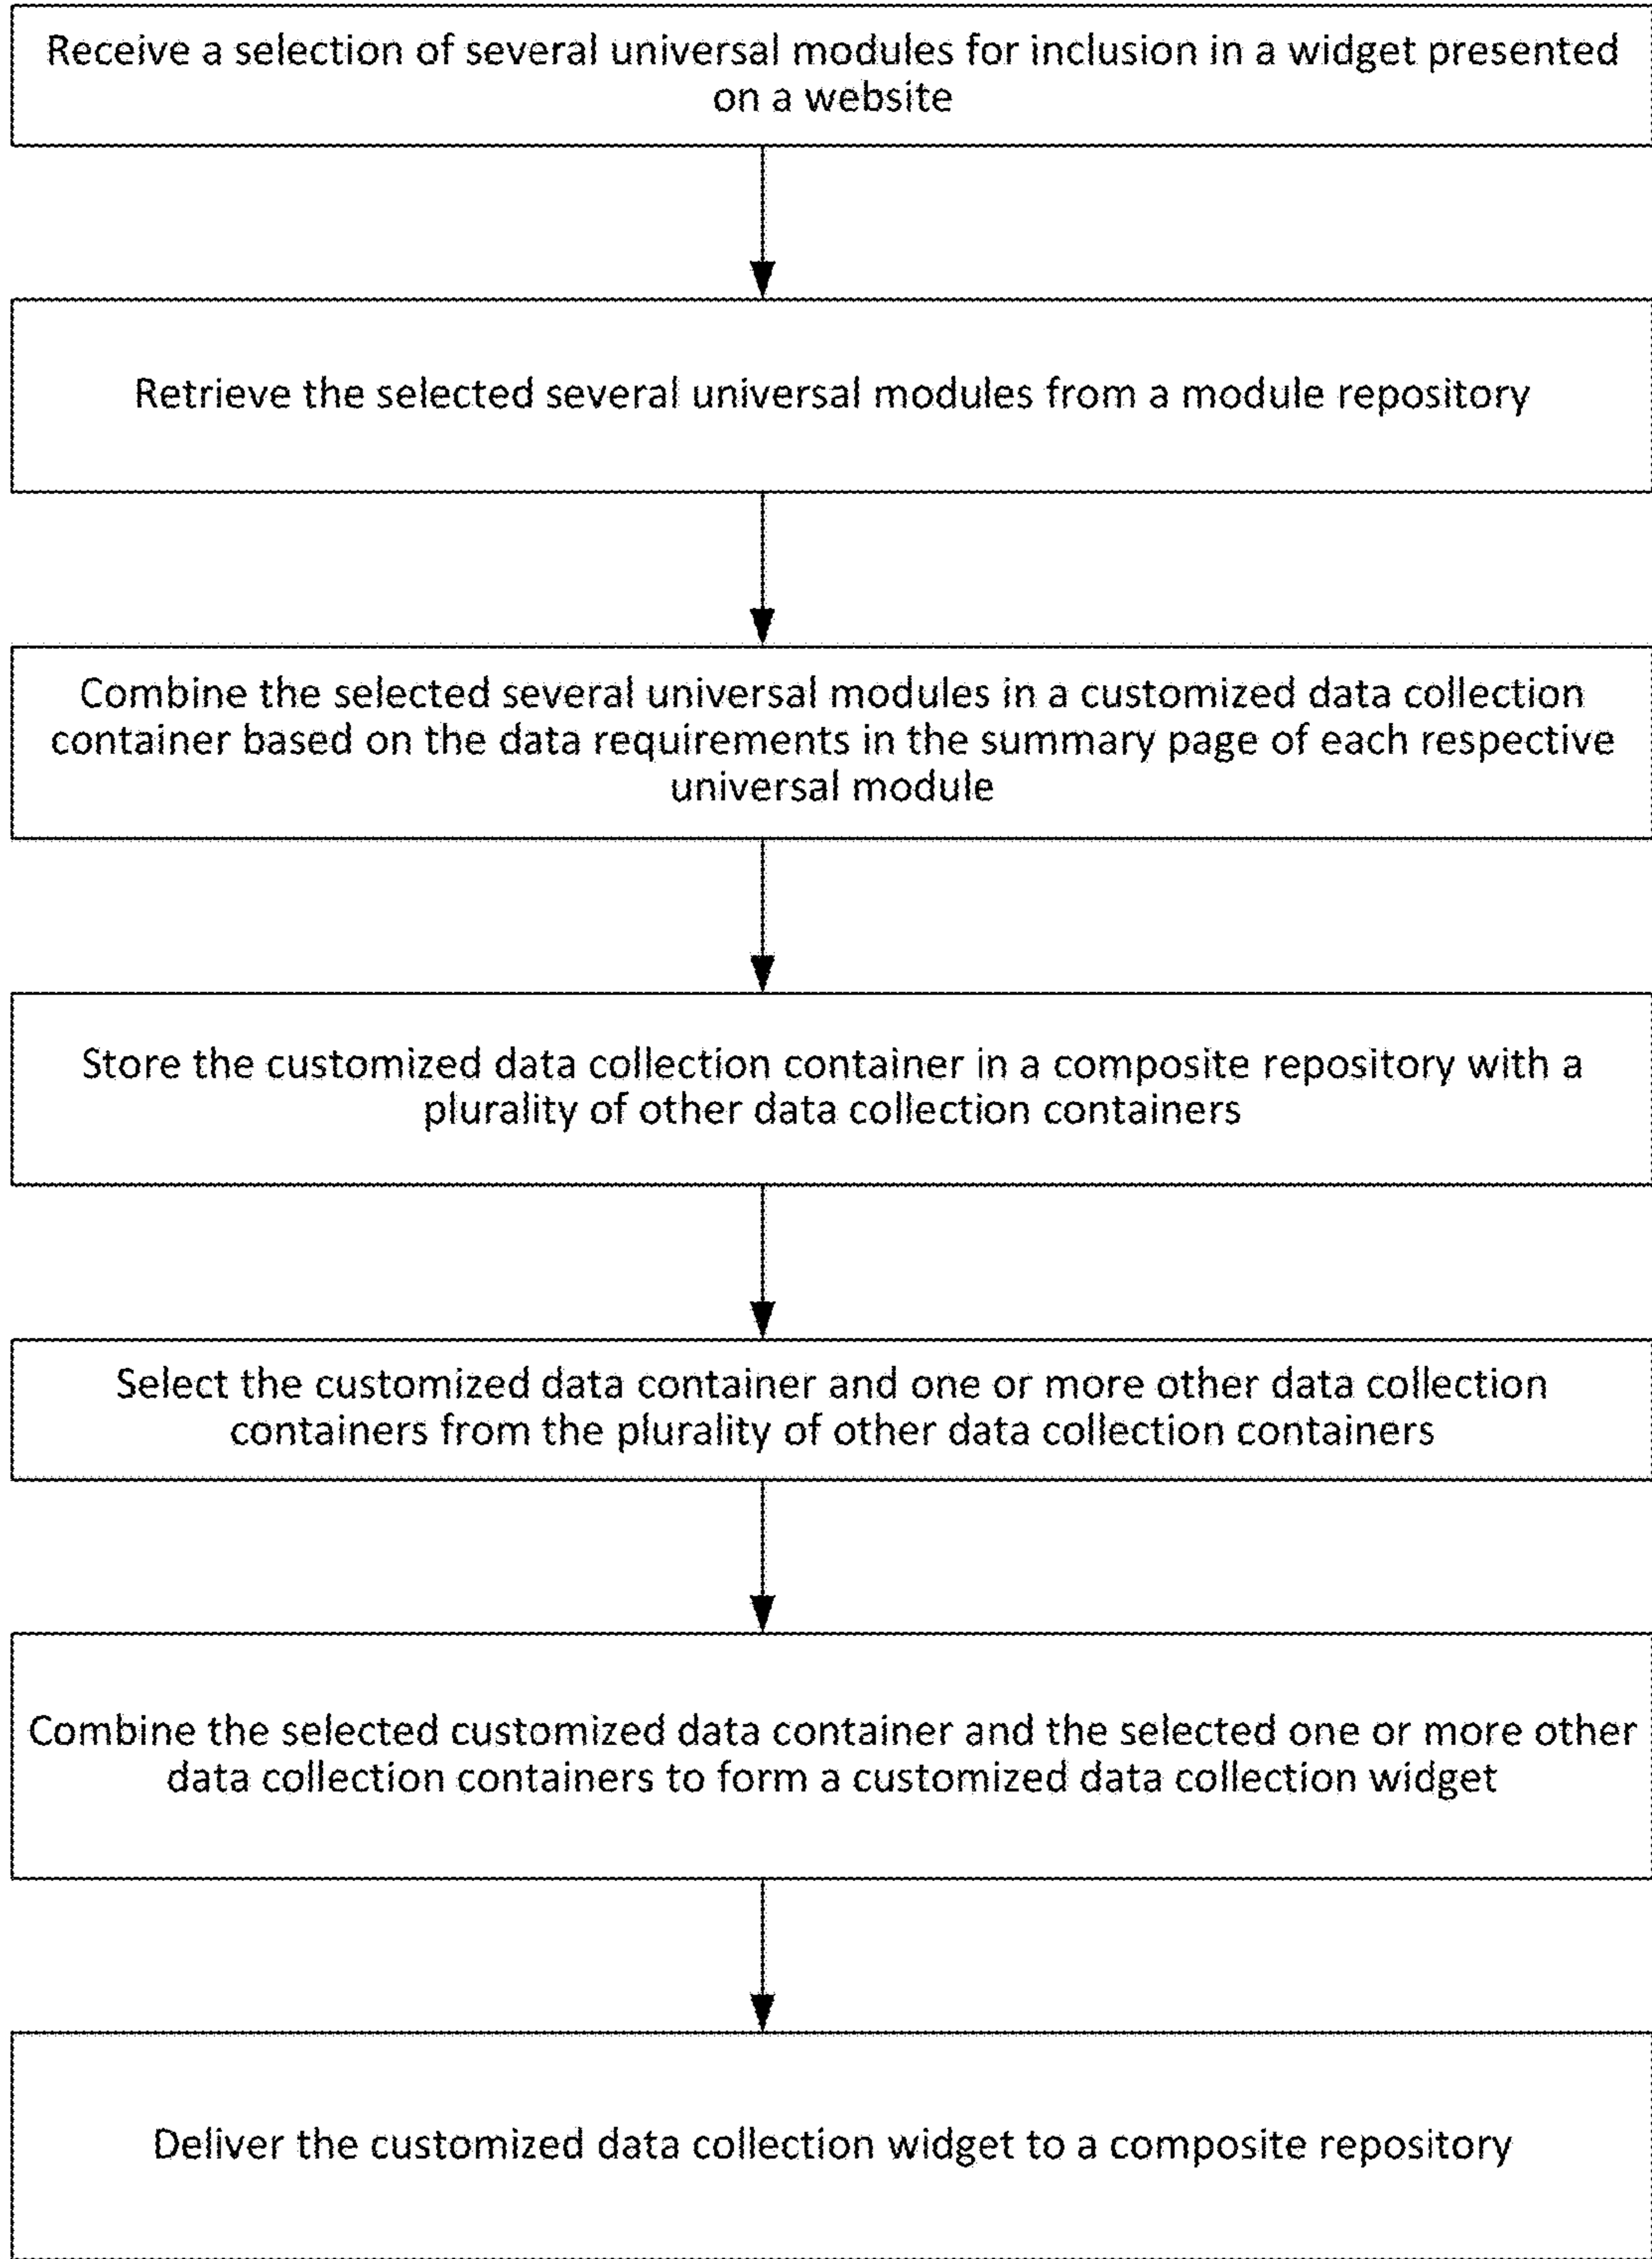 Receive a selection of several universal modules for inclusion in a widget presented
on a website
Retrieve the selected several universal modules from a module repository
Combine the selected several universal modules in a customized data collection
container based on the data requirements in the summary page of each respective
universal module
Store the customized data collection container in a composite repository with a
plurality of other data collection containers
Select the customized data container and one or more other data collection
containers from the plurality of other data collection containers
Combine the selected customized data container and the selected one or more other
data collection containers to form a customized data collection widget
Deliver the customized data collection widget to a composite repository